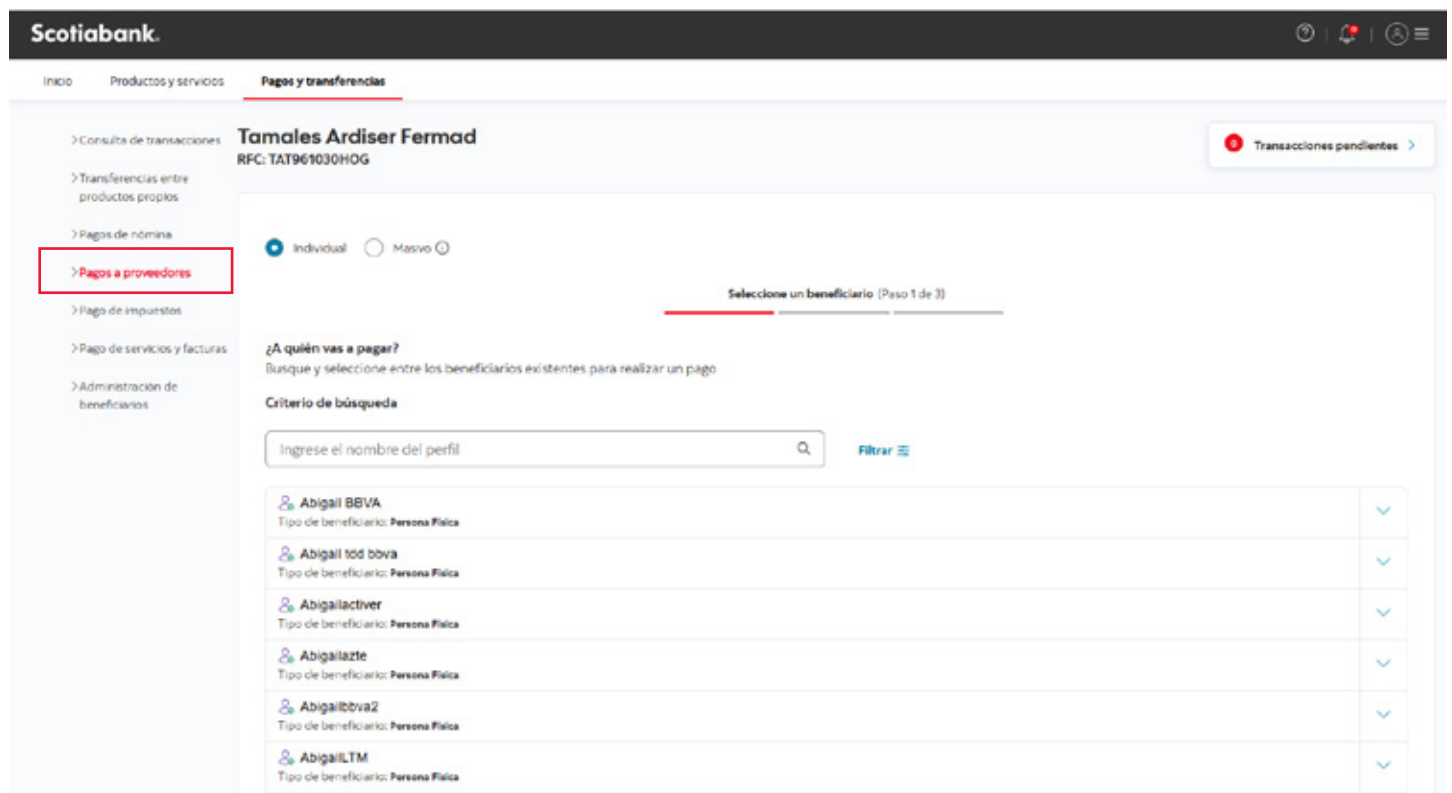 Scotiabank.
Inicio Productos y servicios Pagos y transferencias
Consulta de transacciones
Transferencias entre
productos propios
Pagos de nómina
Pagos a proveedores
Pago de impuestos
Pago de servicios y facturas
Administración de
beneficiarios
Tamales Ardiser Fermad
RFC: TAT961030HOG
0 Transacciones pendientes
Individual Masivo
Seleccione un beneficiario (Paso 1 de 3)
¿A quién vas a pagar?
Busque y seleccione entre los beneficiarios existentes para realizar un pago
Criterio de búsqueda
Ingrese el nombre del perfil
Filtrar
Abigail BBVA
Tipo de beneficiario: Persona Física
Abigail tdd bbva
Tipo de beneficiario: Persona Física
Abigailactiver
Tipo de beneficiario: Persona Física
Abigailazte
Tipo de beneficiario: Persona Física
Abigailbbva2
Tipo de beneficiario: Persona Física
AbigailLTM
Tipo de beneficiario: Persona Física